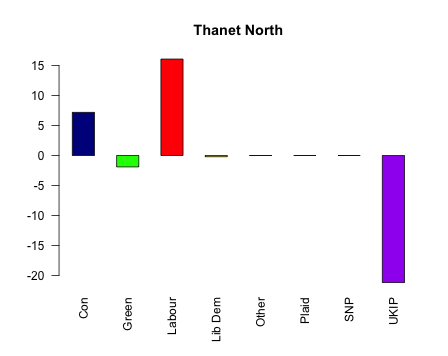 Thanet North
15
10
5
0
-5
-10
-15
-20
Con
Green
Labour
Lib Dem
Other
Plaid
SNP
UKIP